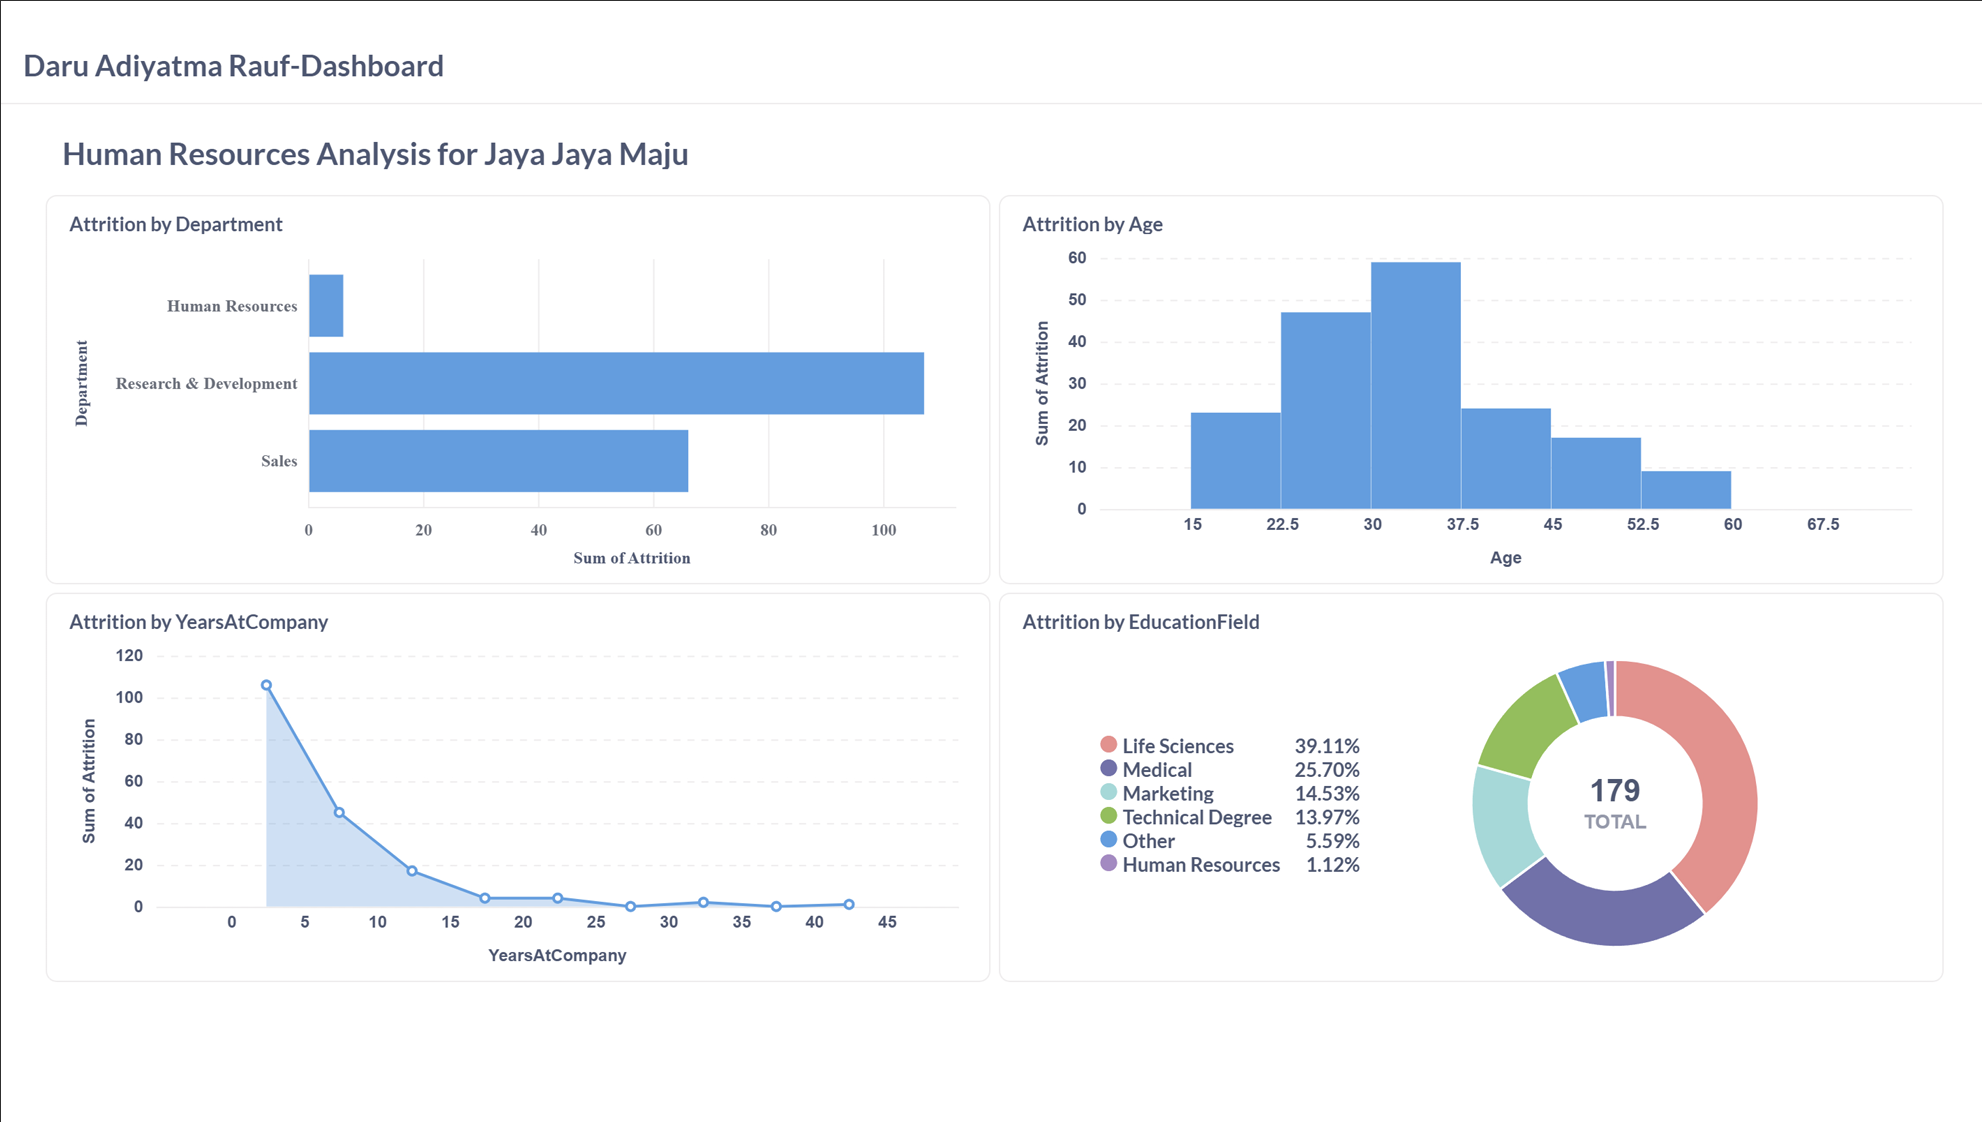 Daru Adiyatma Rauf-Dashboard
Human Resources Analysis for Jaya Jaya Maju
Attrition by Department
Department
Human Resources
Research & Development
Sales
0 20 40 60 80 100
Sum of Attrition
Attrition by Age
Sum of Attrition
60
50
40
30
20
10
0
15 22.5 30 37.5 45 52.5 60 67.5
Age
Attrition by YearsAtCompany
Sum of Attrition
120
100
80
60
40
20
0
0 5 10 15 20 25 30 35 40 45
YearsAtCompany
Attrition by EducationField
Life Sciences 39.11%
Medical 25.70%
Marketing 14.53%
Technical Degree 13.97%
Other 5.59%
Human Resources 1.12%
179
TOTAL